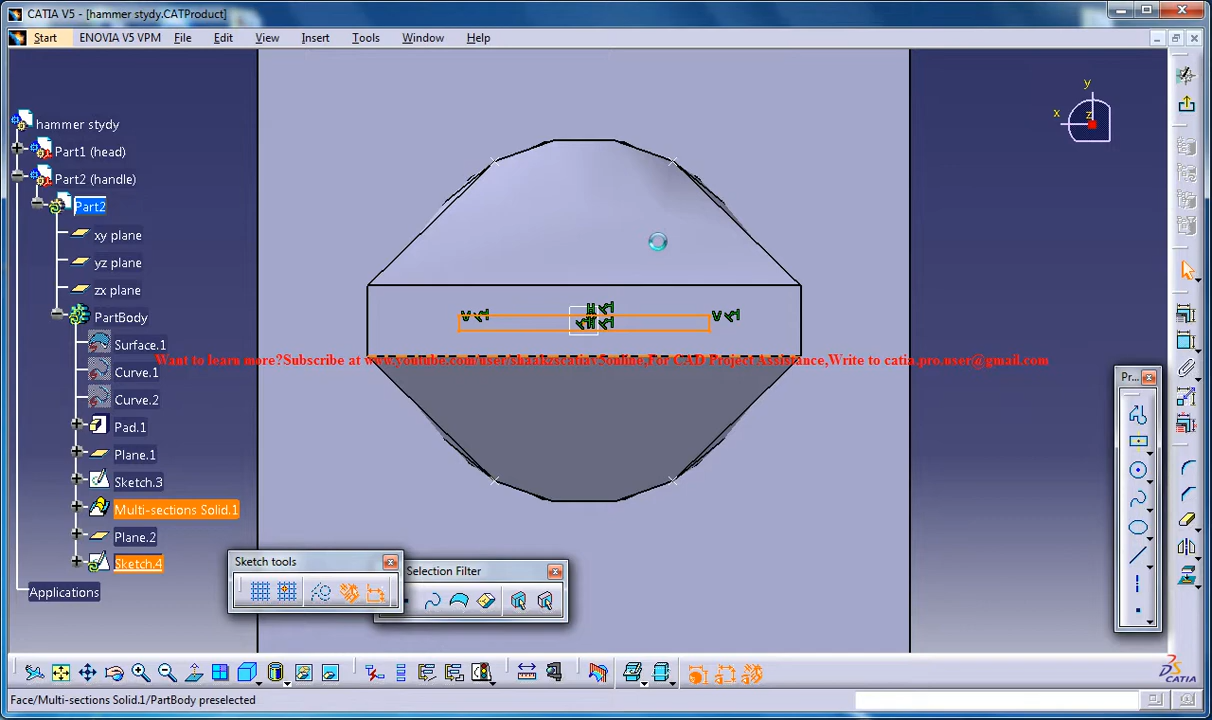 CATIA V5 - [hammer stydy.CATProduct]
Start ENOVIA V5 VPM File Edit View Insert Tools Window Help
hammer stydy
Part1 (head)
Part2 (handle)
Part2
xy plane
yz plane
zx plane
PartBody
Surface.1
Curve.1
Curve.2
Pad.1
Plane.1
Sketch.3
Multi-sections Solid.1
Plane.2
Sketch.4
Applications
y
x
z
V V
H
H
Want to learn more?Subscribe at www.youtube.com/user/shadizscatiav5online,For CAD Project Assistance,Write to catia.pro.user@gmail.com
Pr...
Sketch tools
Selection Filter
CATIA
Face/Multi-sections Solid.1/PartBody preselected